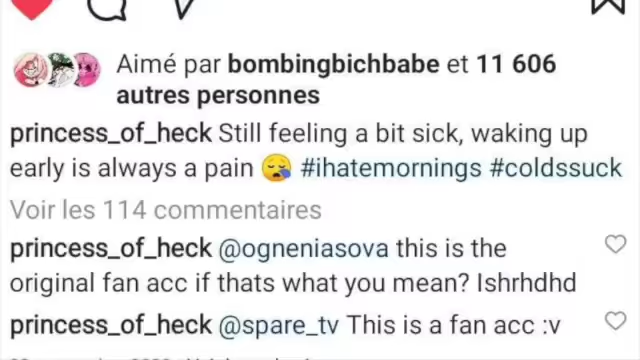 Aimé par bombingbichbabe et 11 606
autres personnes
princess_of_heck Still feeling a bit sick, waking up
early is always a pain 😪 #ihatemornings #coldssuck
Voir les 114 commentaires
princess_of_heck @ogneniasova this is the
original fan acc if thats what you mean? Ishrhdhd
princess_of_heck @spare_tv This is a fan acc :v